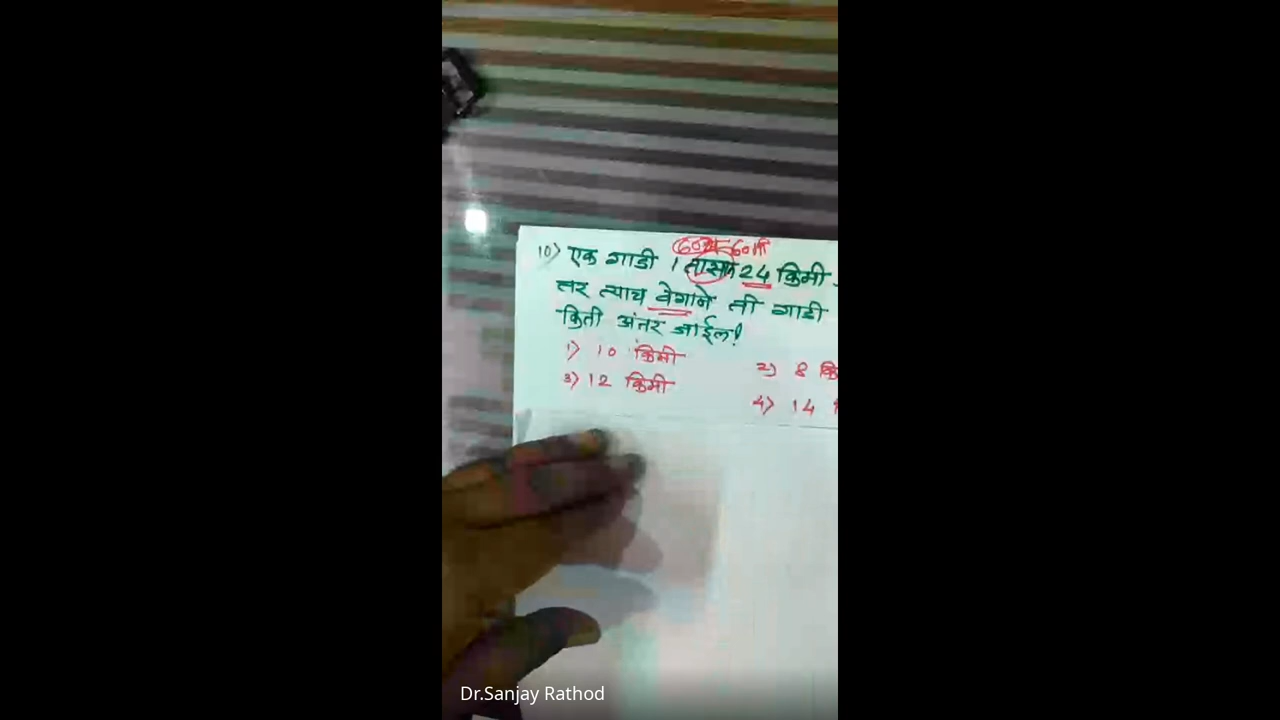 10) एक गाडी 1 तासात 24 किमी
तर त्याच वेगाने ती गाडी
किती अंतर जाईल?
1) 10 किमी
2) 8
3) 12 किमी
4) 14
Dr.Sanjay Rathod